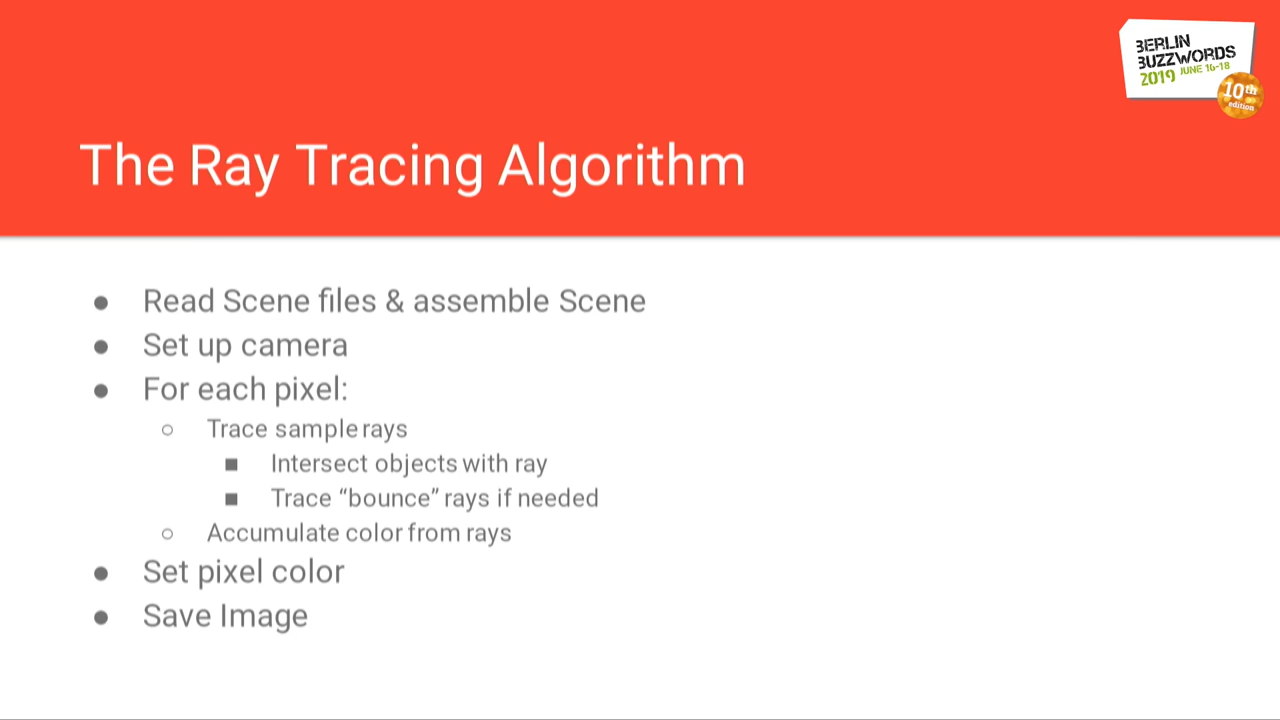 BERLIN
BUZZWORDS
2019 JUNE 16-18
10th
edition
The Ray Tracing Algorithm
● Read Scene files & assemble Scene
● Set up camera
● For each pixel:
○ Trace sample rays
■ Intersect objects with ray
■ Trace “bounce” rays if needed
○ Accumulate color from rays
● Set pixel color
● Save Image